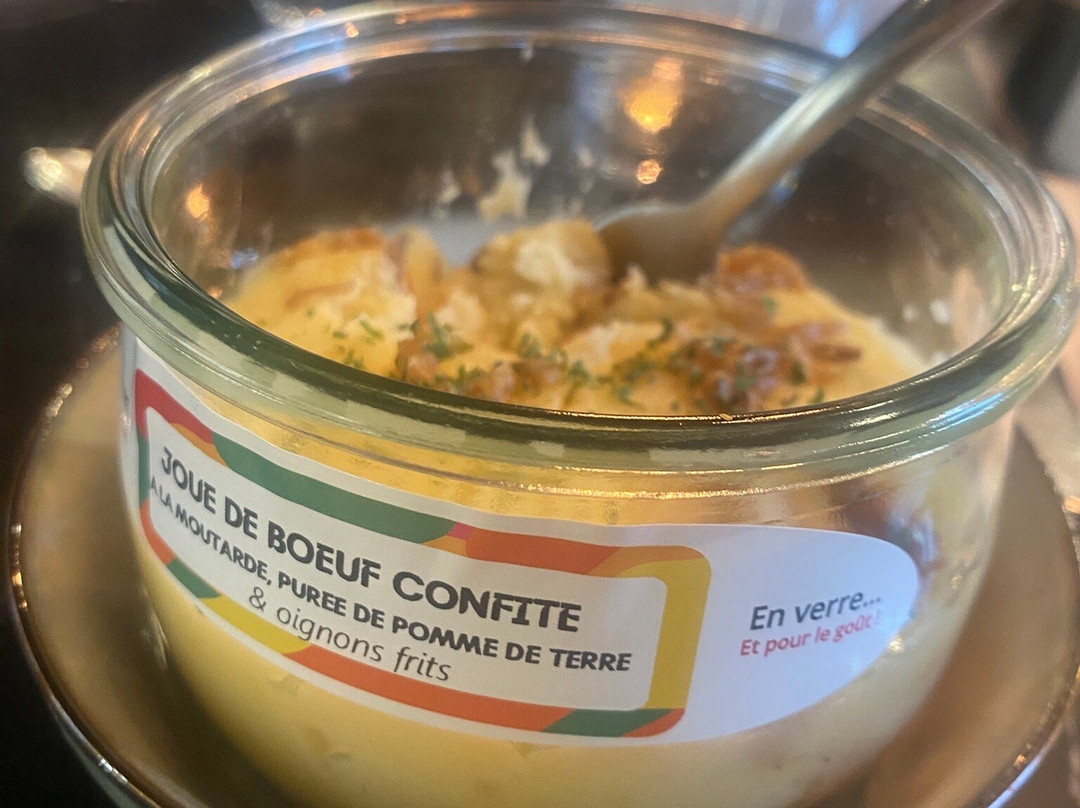 JOUE DE BOEUF CONFITE
A LA MOUTARDE, PUREE DE POMME DE TERRE
& oignons frits
En verre...
Et pour le goût !